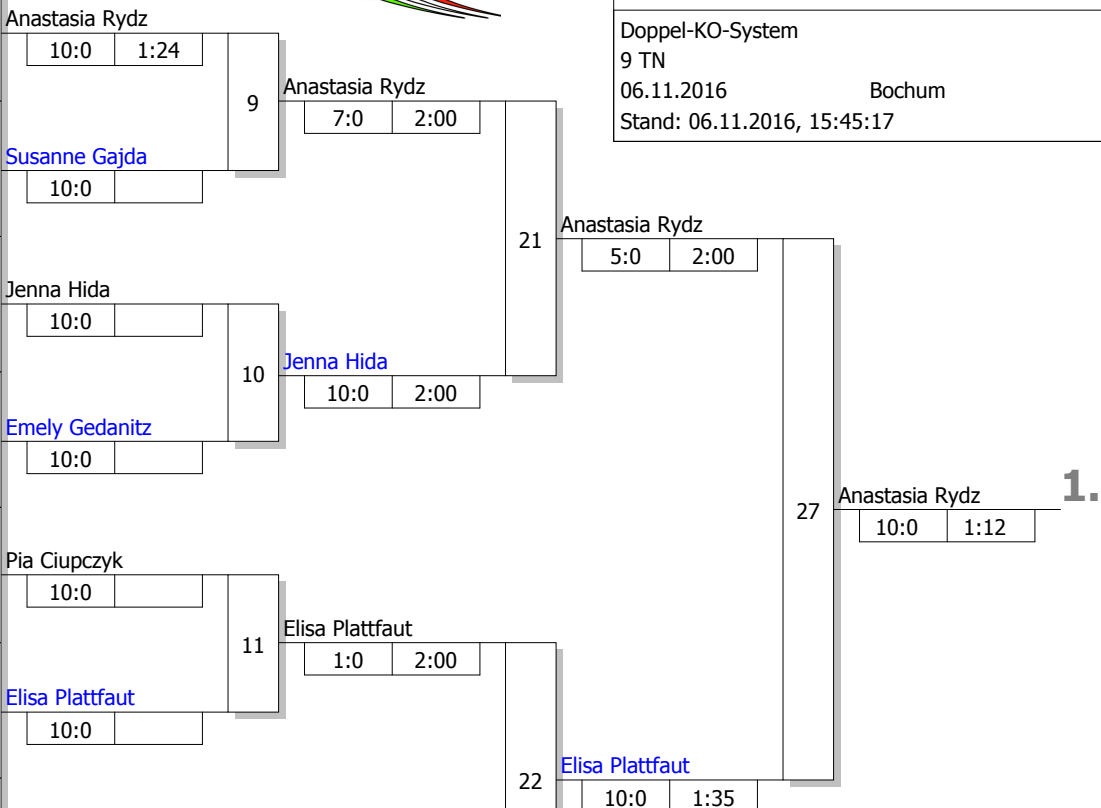 Anastasia Rydz
10:0 1:24
Doppel-KO-System
9 TN
06.11.2016 Bochum
Stand: 06.11.2016, 15:45:17
9
Anastasia Rydz
7:0 2:00
Susanne Gajda
10:0
21
Anastasia Rydz
5:0 2:00
Jenna Hida
10:0
10
Jenna Hida
10:0 2:00
Emely Gedanitz
10:0
27
Anastasia Rydz
10:0 1:12
1.
Pia Ciupczyk
10:0
11
Elisa Plattfaut
1:0 2:00
Elisa Plattfaut
10:0
22
Elisa Plattfaut
10:0 1:35